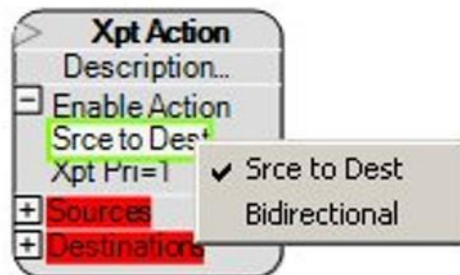 Xpt Action
Description...
Enable Action
Srce to Dest
Xpt Pri=1
Sources
Destinations
Srce to Dest
Bidirectional